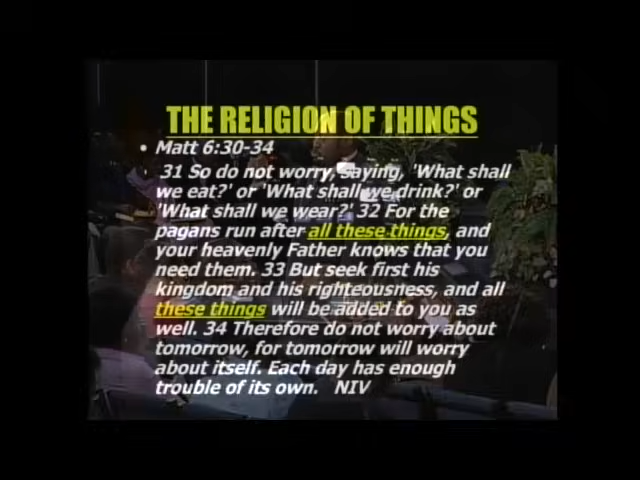 THE RELIGION OF THINGS
• Matt 6:30-34
31 So do not worry, saying, 'What shall
we eat?' or 'What shall we drink?' or
'What shall we wear?' 32 For the
pagans run after all these things, and
your heavenly Father knows that you
need them. 33 But seek first his
kingdom and his righteousness, and all
these things will be added to you as
well. 34 Therefore do not worry about
tomorrow, for tomorrow will worry
about itself. Each day has enough
trouble of its own. NIV